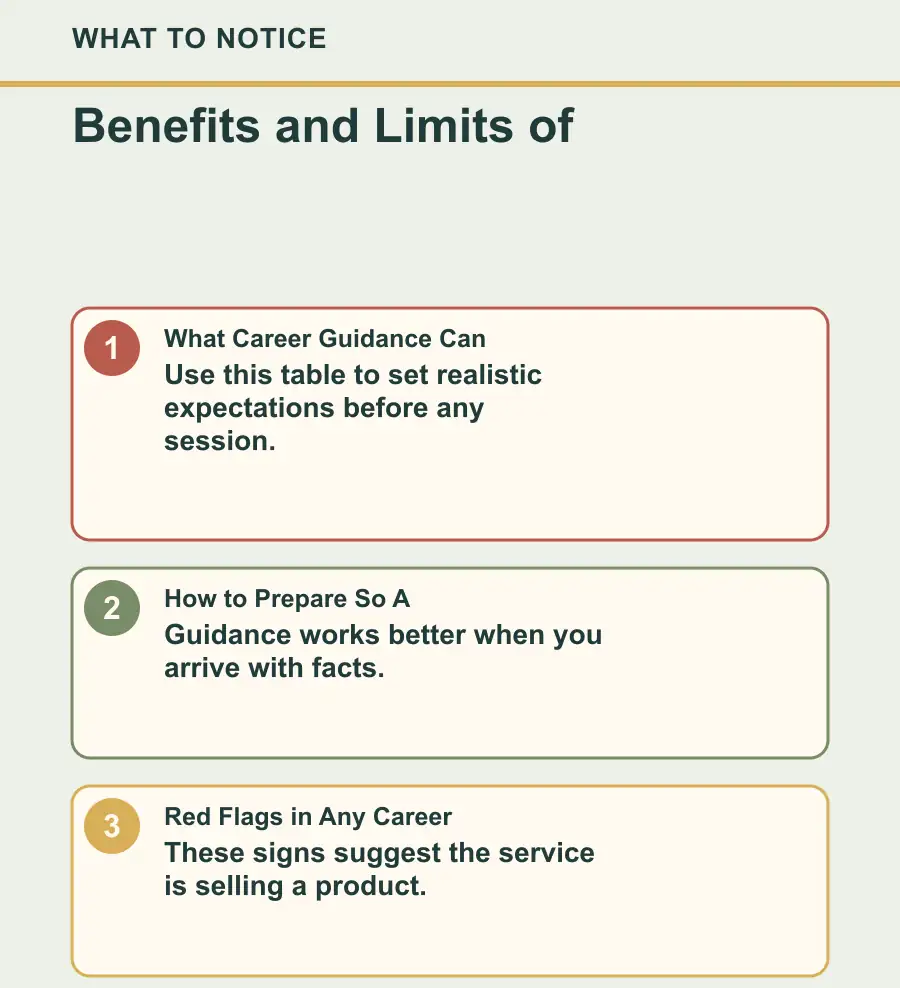 WHAT TO NOTICE
Benefits and Limits of
1
What Career Guidance Can
Use this table to set realistic
expectations before any
session.
2
How to Prepare So A
Guidance works better when you
arrive with facts.
3
Red Flags in Any Career
These signs suggest the service
is selling a product.